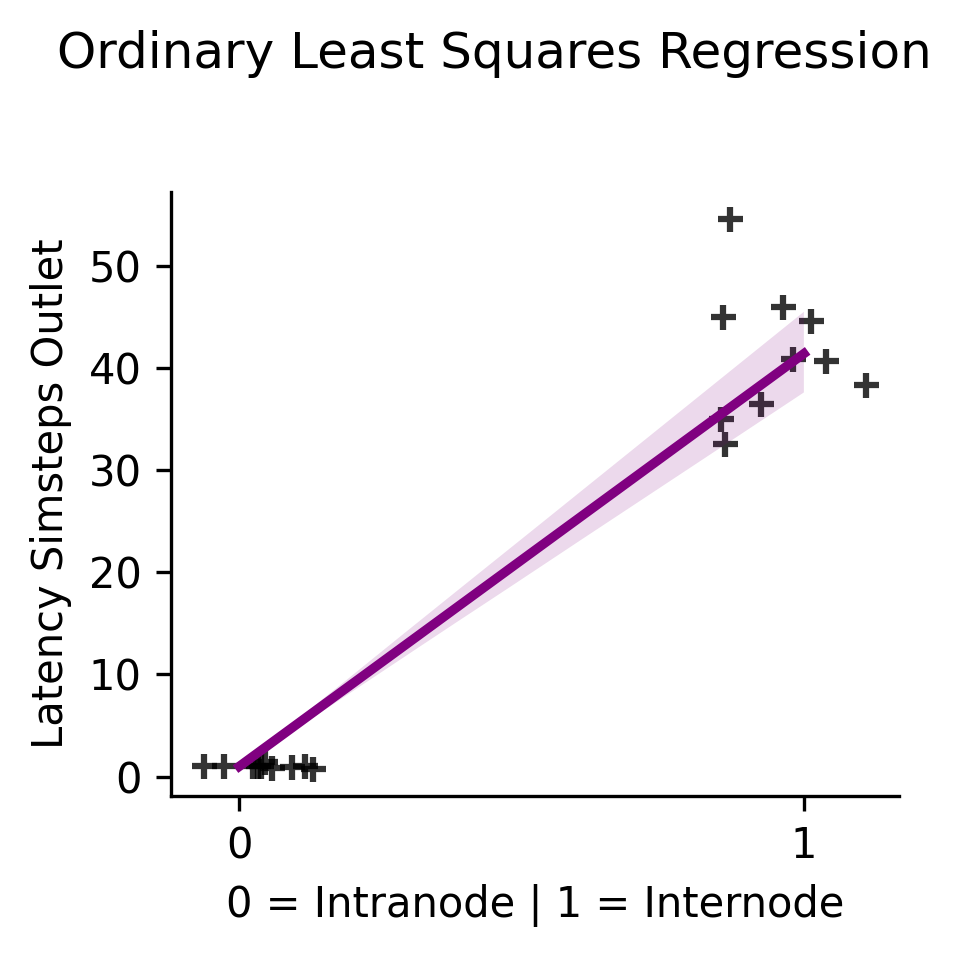 Ordinary Least Squares Regression
Latency Simsteps Outlet
50
40
30
20
10
0
0
1
0 = Intranode | 1 = Internode